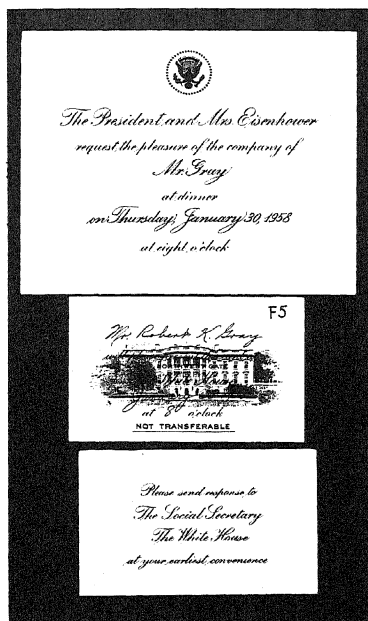 The President and Mrs. Eisenhower
request the pleasure of the company of
Mr. Gray
at dinner
on Thursday, January 30, 1958
at eight o'clock
F5
Mr Robert K Gray
White House
at 8 o'clock
NOT TRANSFERABLE
Please send response to
The Social Secretary
The White House
at your earliest convenience